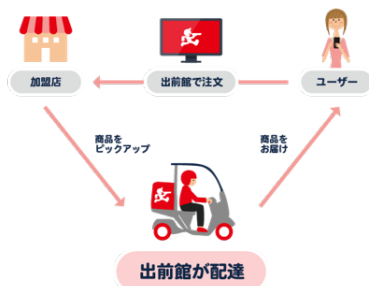 加盟店
出前館で注文
ユーザー
商品を
ピックアップ
商品を
お届け
出前館が配達